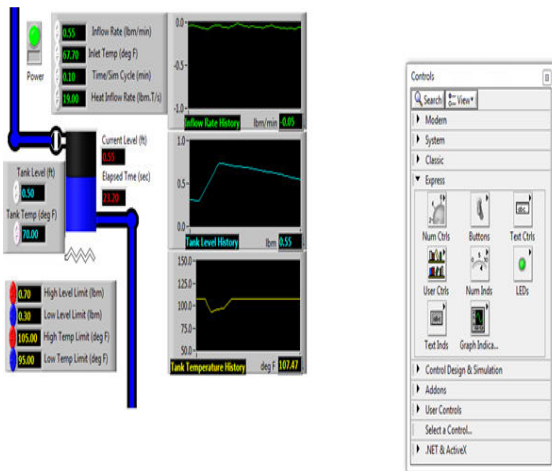 Power
0.55 Inflow Rate (lbm/min)
67.70 Inlet Temp (deg F)
0.10 Time/Sim Cycle (min)
19.00 Heat Inflow Rate (lbm.T/s)
0.0
-0.5
-1.0
Inflow Rate History lbm/min -0.05
Current Level (ft)
0.55
Elapsed Tme (sec)
23.20
Tank Level (ft)
0.50
Tank Temp (deg F)
70.00
1.0
0.5
0.0
Tank Level History lbm 0.55
0.70 High Level Limit (lbm)
0.30 Low Level Limit (lbm)
105.00 High Temp Limit (deg F)
95.00 Low Temp Limit (deg F)
150.0
125.0
100.0
75.0
50.0
Tank Temperature History deg F 107.47
Controls
Search View
Modern
System
Classic
Express
Num Ctrls Buttons Text Ctrls
User Ctrls Num Inds LEDs
Text Inds Graph Indica...
Control Design & Simulation
Addons
User Controls
Select a Control...
.NET & ActiveX